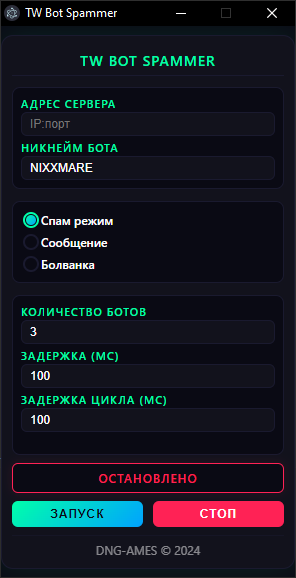 TW Bot Spammer
TW BOT SPAMMER
АДРЕС СЕРВЕРА
IP:порт
НИКНЕЙМ БОТА
NIXXMARE
Спам режим
Сообщение
Болванка
КОЛИЧЕСТВО БОТОВ
3
ЗАДЕРЖКА (МС)
100
ЗАДЕРЖКА ЦИКЛА (МС)
100
ОСТАНОВЛЕНО
ЗАПУСК СТОП
DNG-AMES © 2024